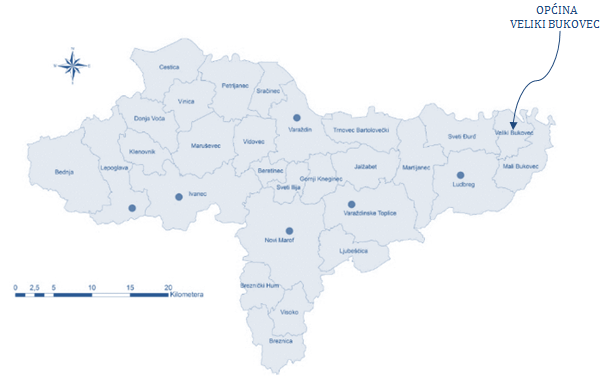 OPĆINA
VELIKI BUKOVEC
Cestica
Petrijanec
Sračinec
Vinica
Donja Voća
Varaždin
Trnovec Bartolovečki
Sveti Đurđ
Veliki Bukovec
Klenovnik
Maruševec
Vidovec
Bednja
Lepoglava
Beretinec
Gornji Kneginec
Jalžabet
Martijanec
Mali Bukovec
Ivanec
Sveti Ilija
Ludbreg
Varaždinske Toplice
Novi Marof
Ljubešćica
Breznički Hum
Visoko
Breznica
0 2,5 5 10 15 20
Kilometera